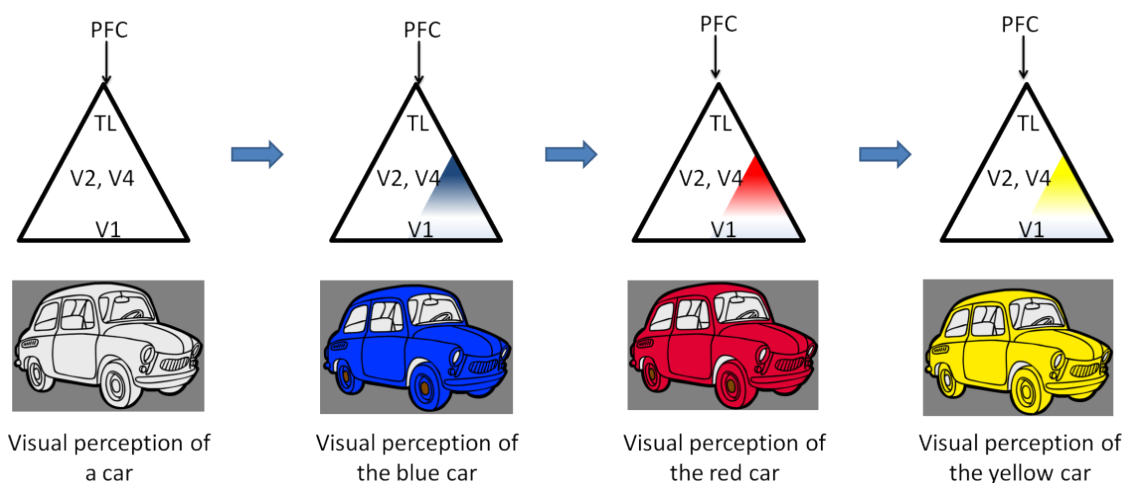 PFC
PFC
PFC
PFC
TL
TL
TL
TL
V2, V4
V2, V4
V2, V4
V2, V4
V1
V1
V1
V1
Visual perception of
a car
Visual perception of
the blue car
Visual perception of
the red car
Visual perception of
the yellow car